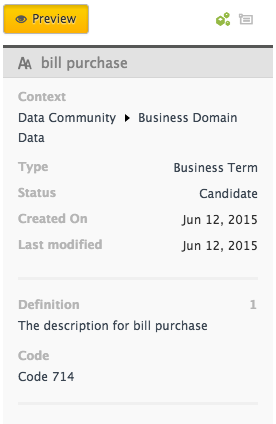 Preview
AA bill purchase
Context
Data Community ▸ Business Domain
Data
Type Business Term
Status Candidate
Created On Jun 12, 2015
Last modified Jun 12, 2015
Definition 1
The description for bill purchase
Code
Code 714